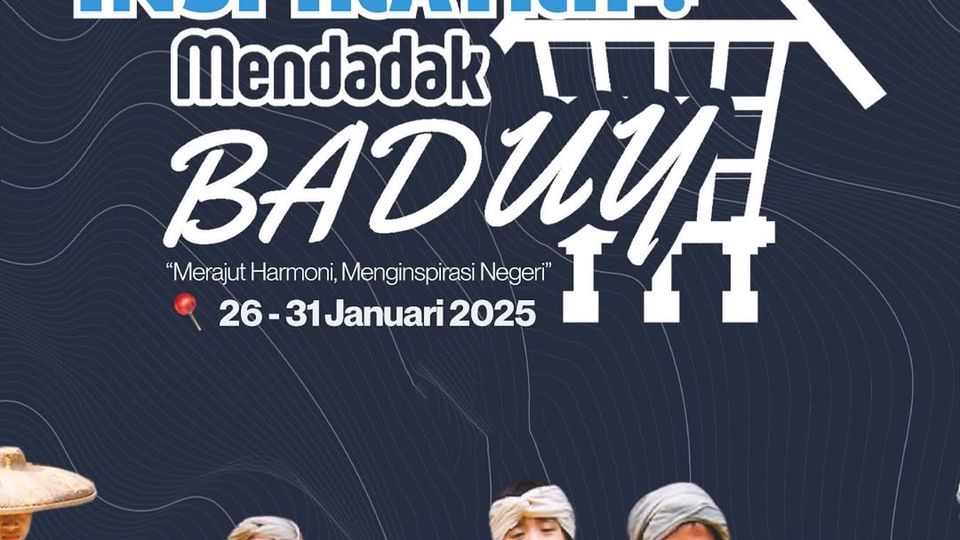 Mendadak
BADUY
“Merajut Harmoni, Menginspirasi Negeri”
26 - 31 Januari 2025